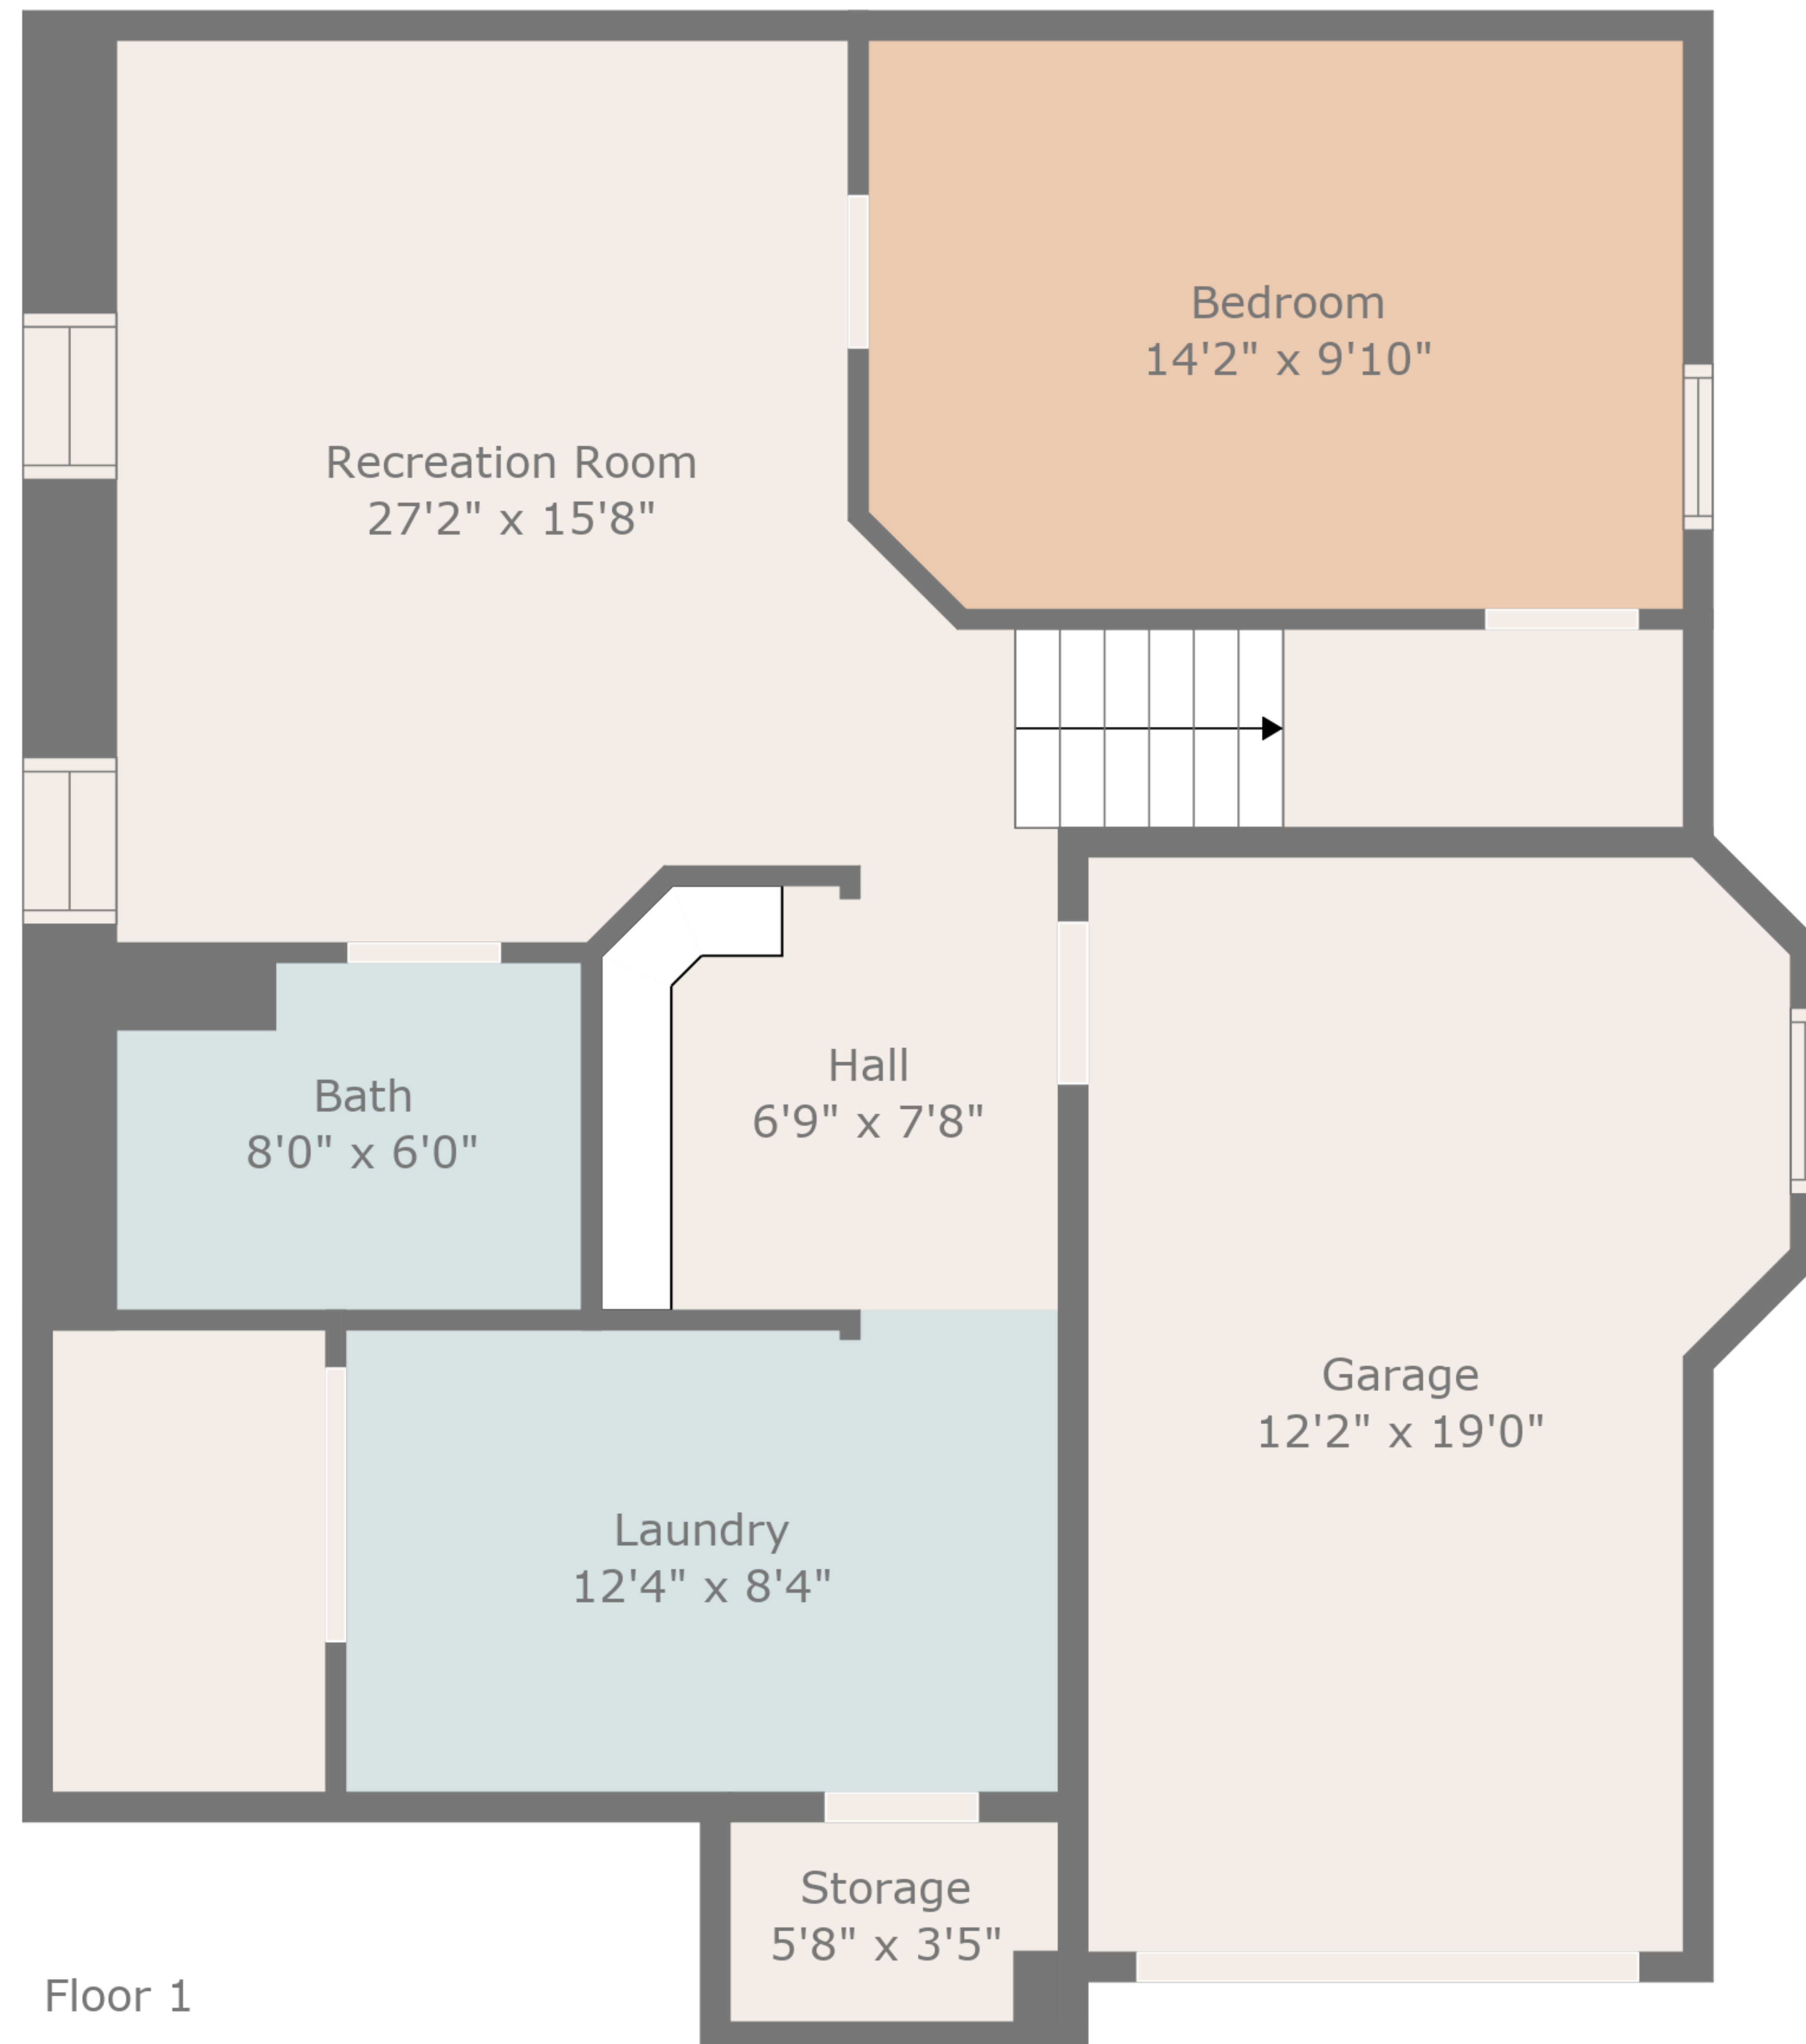 Bedroom
14'2" x 9'10"
Recreation Room
27'2" x 15'8"
Hall
6'9" x 7'8"
Bath
8'0" x 6'0"
Garage
12'2" x 19'0"
Laundry
12'4" x 8'4"
Storage
5'8" x 3'5"
Floor 1